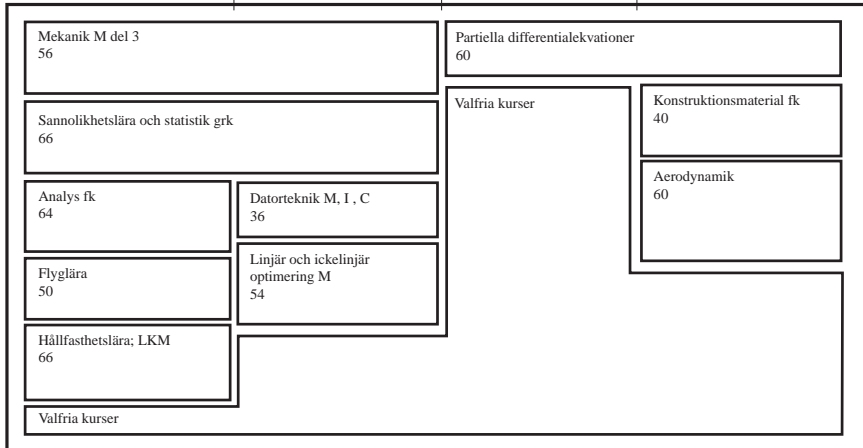 Mekanik M del 3
56
Partiella differentialekvationer
60
Sannolikhetslära och statistik grk
66
Valfria kurser
Konstruktionsmaterial fk
40
Analys fk
64
Datorteknik M, I , C
36
Aerodynamik
60
Flyglära
50
Linjär och ickelinjär
optimering M
54
Hållfasthetslära; LKM
66
Valfria kurser